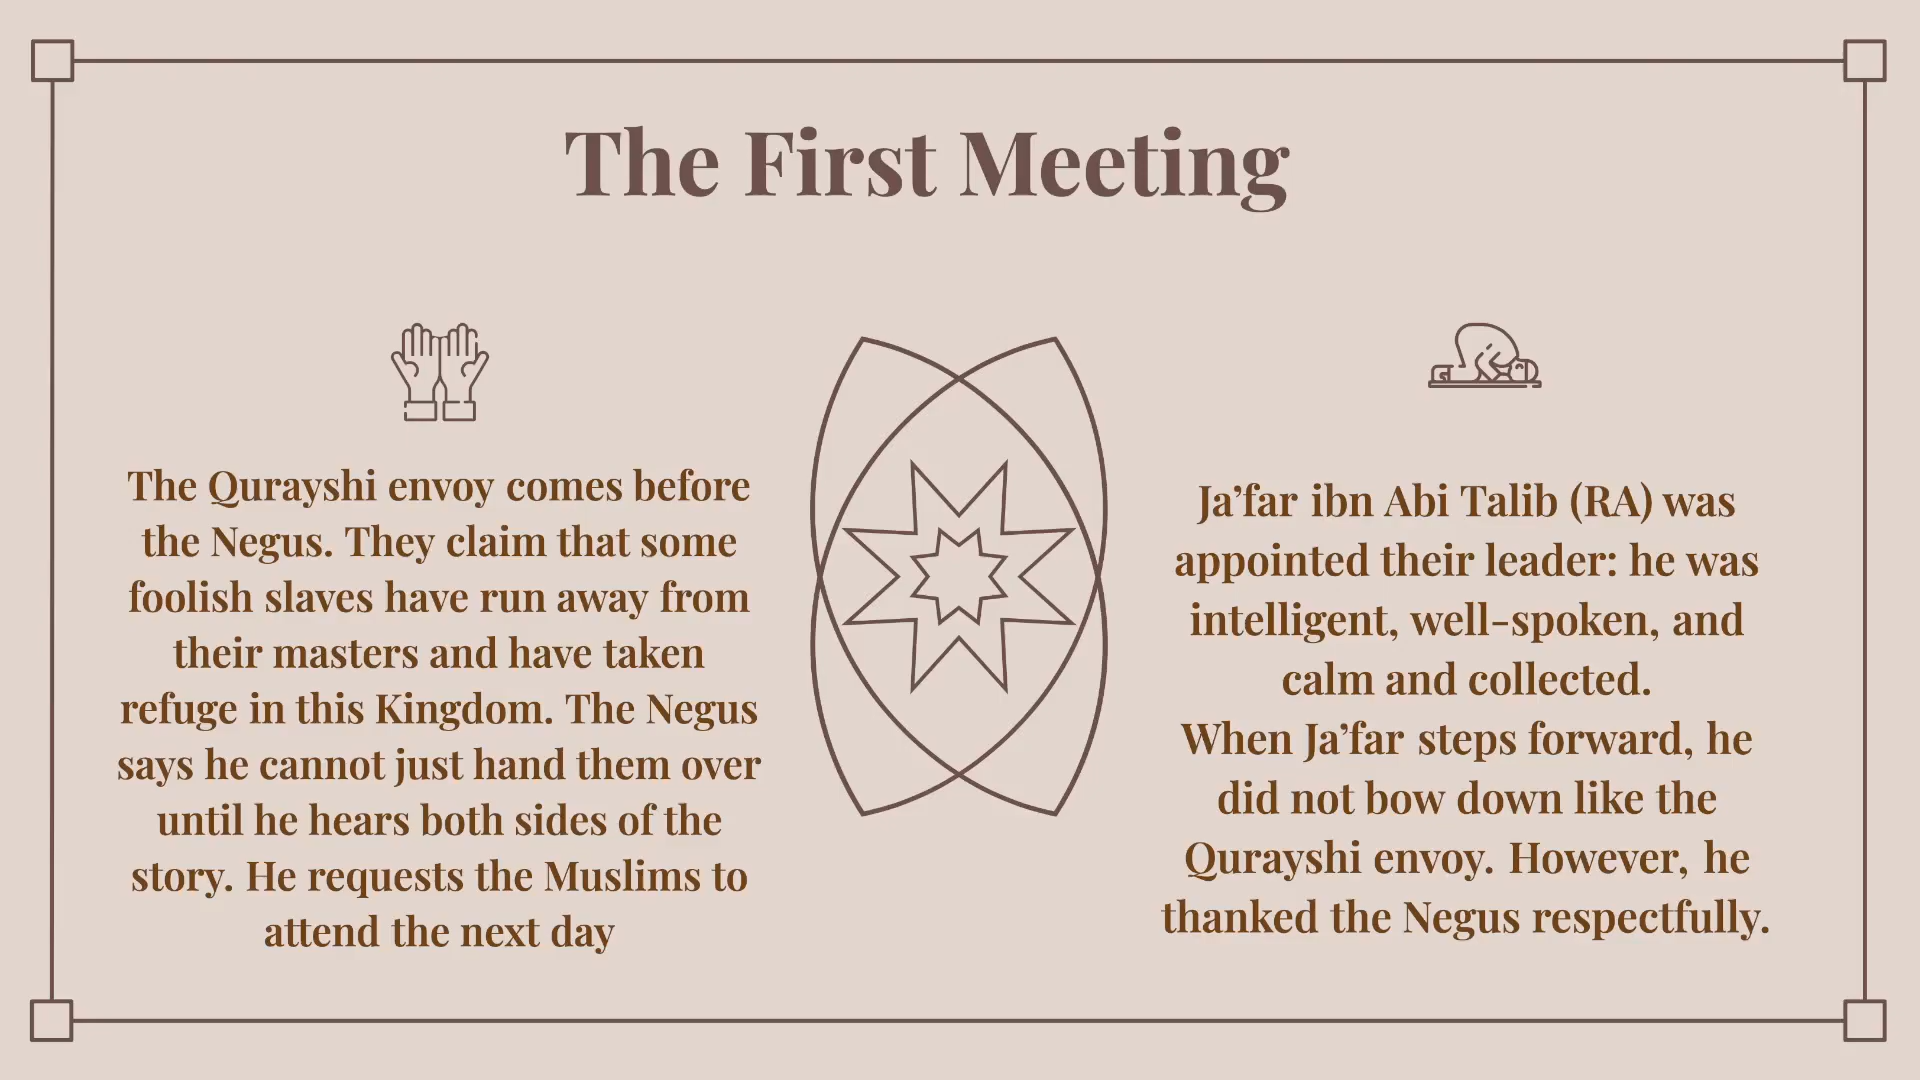 The First Meeting
The Qurayshi envoy comes before
the Negus. They claim that some
foolish slaves have run away from
their masters and have taken
refuge in this Kingdom. The Negus
says he cannot just hand them over
until he hears both sides of the
story. He requests the Muslims to
attend the next day
Ja’far ibn Abi Talib (RA) was
appointed their leader: he was
intelligent, well-spoken, and
calm and collected.
When Ja’far steps forward, he
did not bow down like the
Qurayshi envoy. However, he
thanked the Negus respectfully.